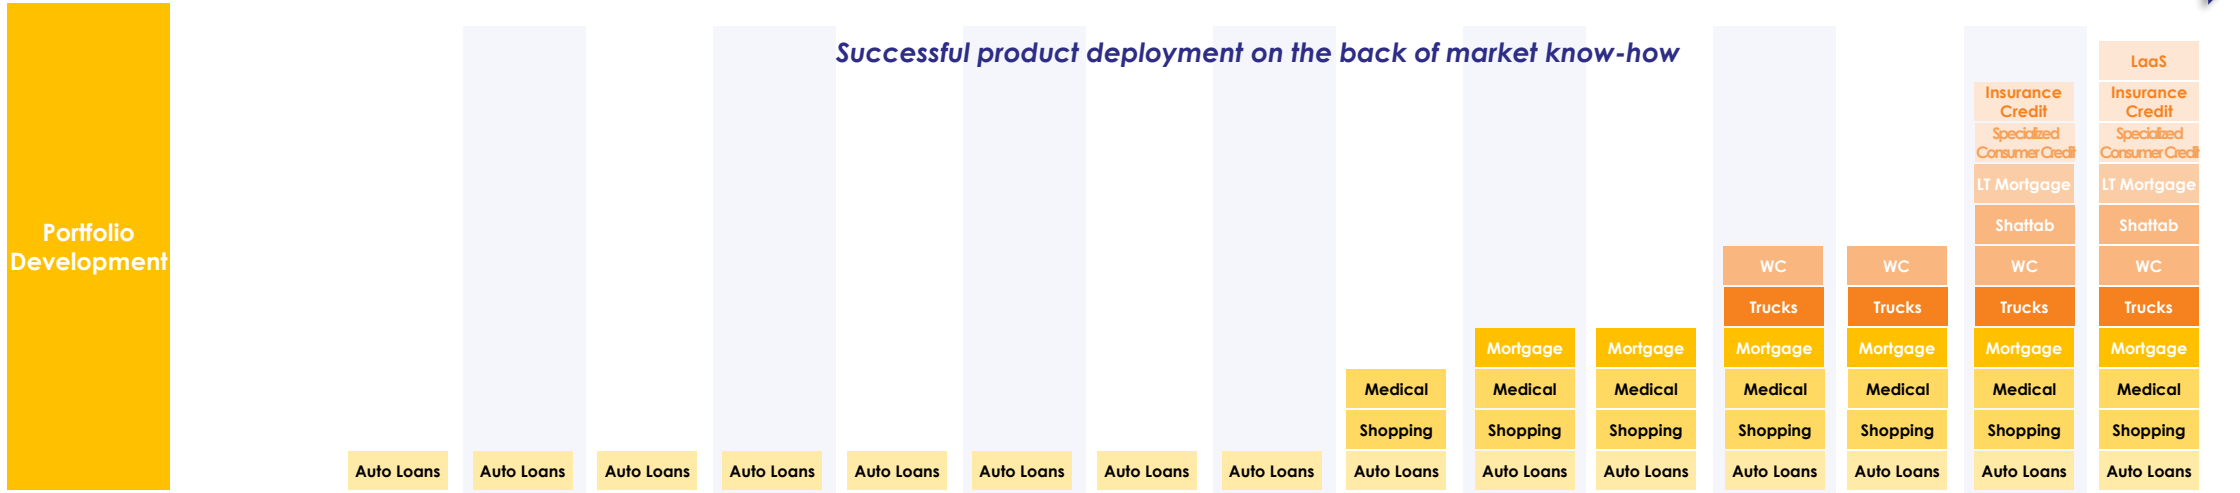 Successful product deployment on the back of market know-how
LaaS
Insurance Insurance
Credit Credit
Specialized Specialized
Consumer Credit Consumer Credit
LT Mortgage LT Mortgage
Shattab Shattab
Portfolio
Development
WC WC WC WC
Trucks Trucks Trucks Trucks
Mortgage Mortgage Mortgage Mortgage Mortgage Mortgage
Medical Medical Medical Medical Medical Medical Medical
Shopping Shopping Shopping Shopping Shopping Shopping Shopping
Auto Loans Auto Loans Auto Loans Auto Loans Auto Loans Auto Loans Auto Loans Auto Loans Auto Loans Auto Loans Auto Loans Auto Loans Auto Loans Auto Loans Auto Loans